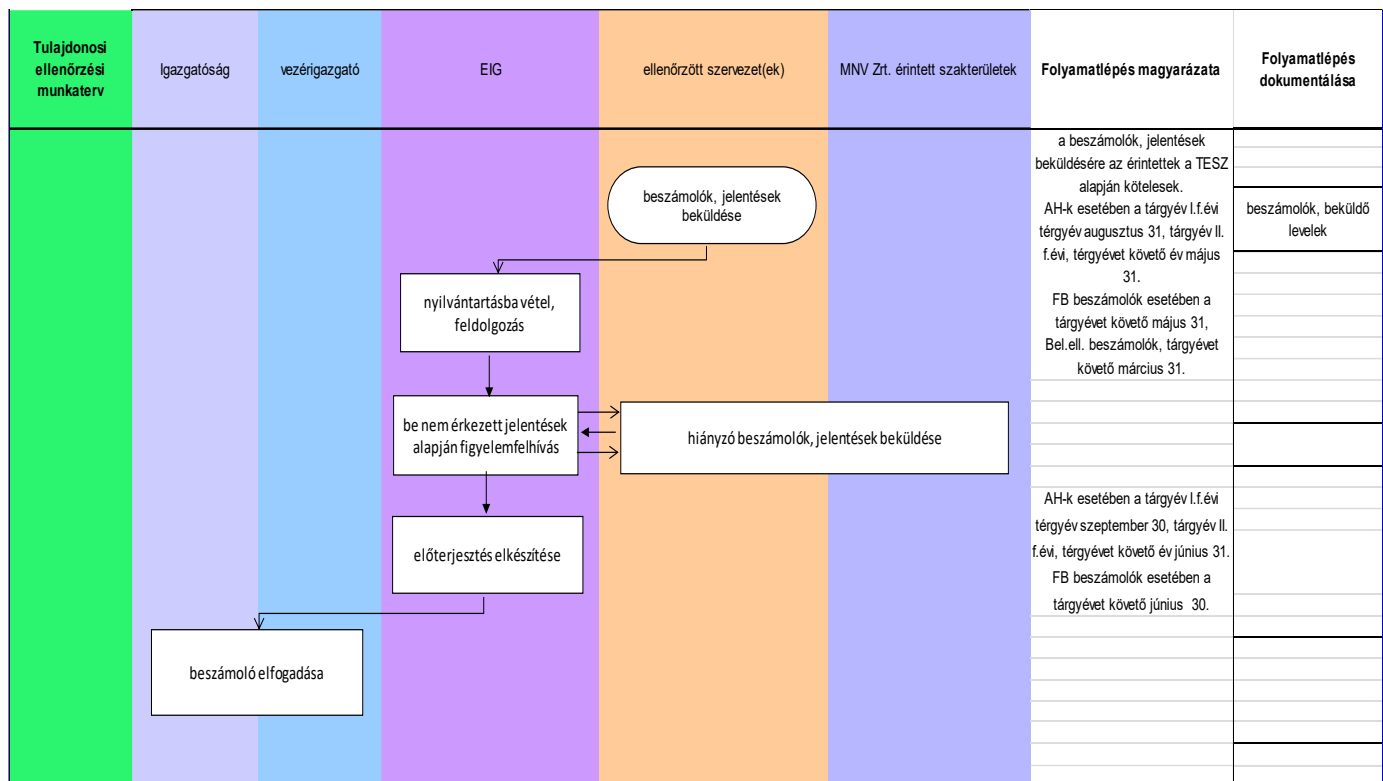 Tulajdonosi
ellenőrzési
munkaterv
Igazgatóság
vezérigazgató
EIG
ellenőrzött szervezet(ek)
MNV Zrt. érintett szakterületek
Folyamatlépés magyarázata
Folyamatlépés
dokumentálása
beszámolók, jelentések
beküldése
a beszámolók, jelentések
beküldésére az érintettek a TESZ
alapján kötelesek.
AH-k esetében a tárgyév I.f.évi
térgyév augusztus 31, tárgyév II.
f.évi, térgyévet követő év május
31.
FB beszámolók esetében a
tárgyévet követő május 31,
Bel.ell. beszámolók, tárgyévet
követő március 31.
beszámolók, beküldő
levelek
nyilvántartásba vétel,
feldolgozás
be nem érkezett jelentések
alapján figyelemfelhívás
hiányzó beszámolók, jelentések beküldése
előterjesztés elkészítése
AH-k esetében a tárgyév I.f.évi
térgyév szeptember 30, tárgyév II.
f.évi, térgyévet követő év június 31.
FB beszámolók esetében a
tárgyévet követő június 30.
beszámoló elfogadása